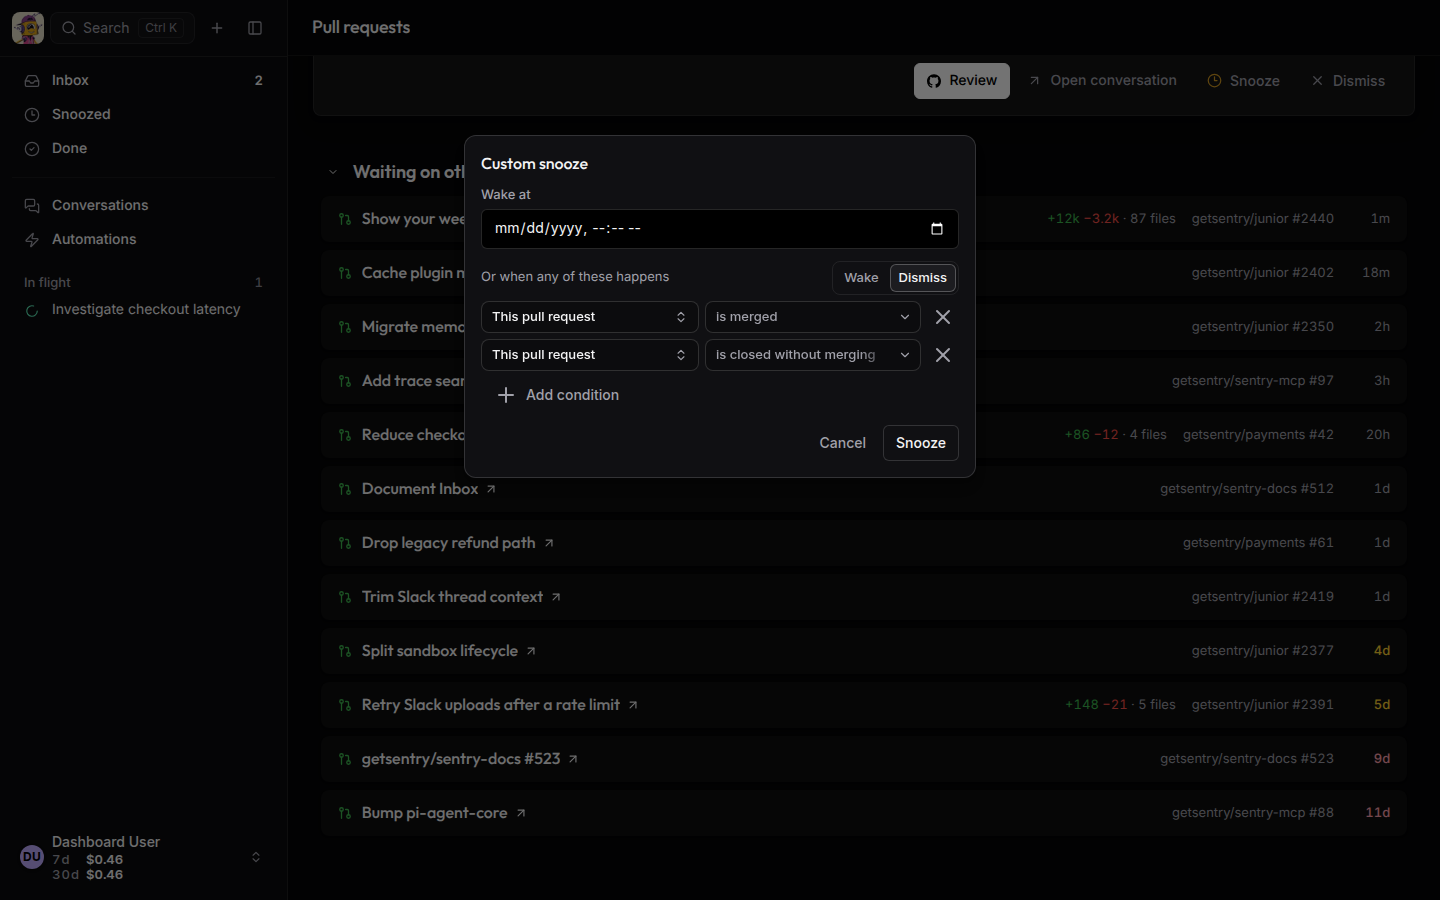 Search Ctrl K
Pull requests
Inbox 2
Snoozed
Done
Conversations
Automations
In flight 1
Investigate checkout latency
Dashboard User
DU
7d $0.46
30d $0.46
Review Open conversation Snooze Dismiss
Waiting on
Show your +12k −3.2k · 87 files getsentry/junior #2440 1m
Cache plugin getsentry/junior #2402 18m
Migrate getsentry/junior #2350 2h
Add trace getsentry/sentry-mcp #97 3h
Reduce +86 −12 · 4 files getsentry/payments #42 20h
Document Inbox getsentry/sentry-docs #512 1d
Drop legacy refund path getsentry/payments #61 1d
Trim Slack thread context getsentry/junior #2419 1d
Split sandbox lifecycle getsentry/junior #2377 4d
Retry Slack uploads after a rate limit +148 −21 · 5 files getsentry/junior #2391 5d
getsentry/sentry-docs #523 getsentry/sentry-docs #523 9d
Bump pi-agent-core getsentry/sentry-mcp #88 11d
Custom snooze
Wake at
mm/dd/yyyy, --:-- --
Or when any of these happens Wake Dismiss
This pull request is merged
This pull request is closed without merging
Add condition
Cancel Snooze